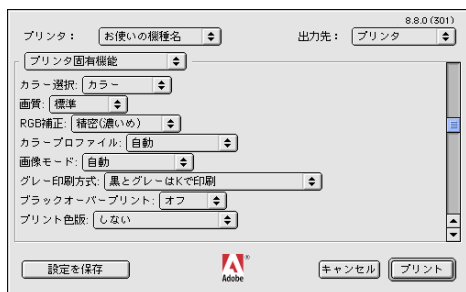 8.8.0 (301)
プリンタ： お使いの機種名 出力先： プリンタ
プリンタ固有機能
カラー選択： カラー
画質： 標準
RGB補正： 精密(濃いめ)
カラープロファイル： 自動
画像モード： 自動
グレー印刷方式： 黒とグレーはKで印刷
ブラックオーバープリント： オフ
プリント色版： しない
設定を保存 Adobe® キャンセル プリント